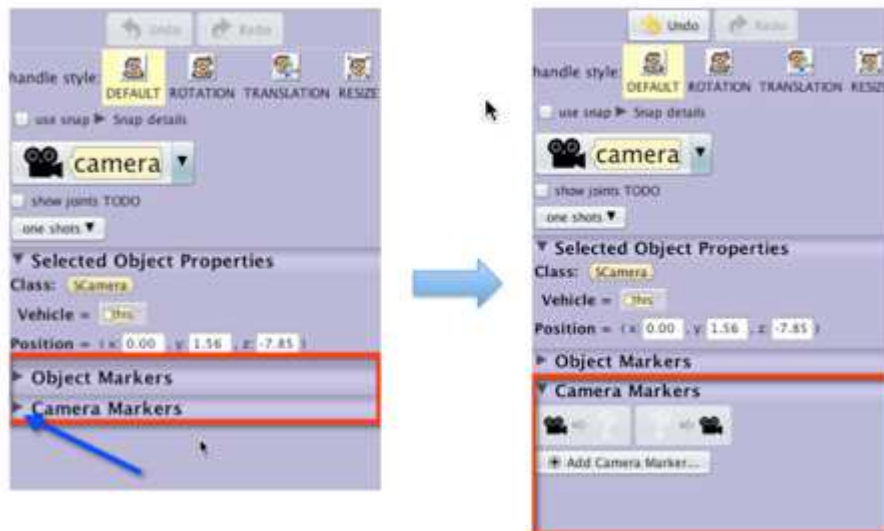 Undo Redo
handle style:
DEFAULT ROTATION TRANSLATION RESIZE
use snap ▶ Snap details
camera ▼
show joints TODO
one shots ▼
▼ Selected Object Properties
Class: SCamera
Vehicle = this
Position = ( x: 0.00 , y: 1.56 , z: -7.85 )
▶ Object Markers
▶ Camera Markers
Undo Redo
handle style:
DEFAULT ROTATION TRANSLATION RESIZE
use snap ▶ Snap details
camera ▼
show joints TODO
one shots ▼
▼ Selected Object Properties
Class: SCamera
Vehicle = this
Position = ( x: 0.00 , y: 1.56 , z: -7.85 )
▶ Object Markers
▼ Camera Markers
Add Camera Marker...